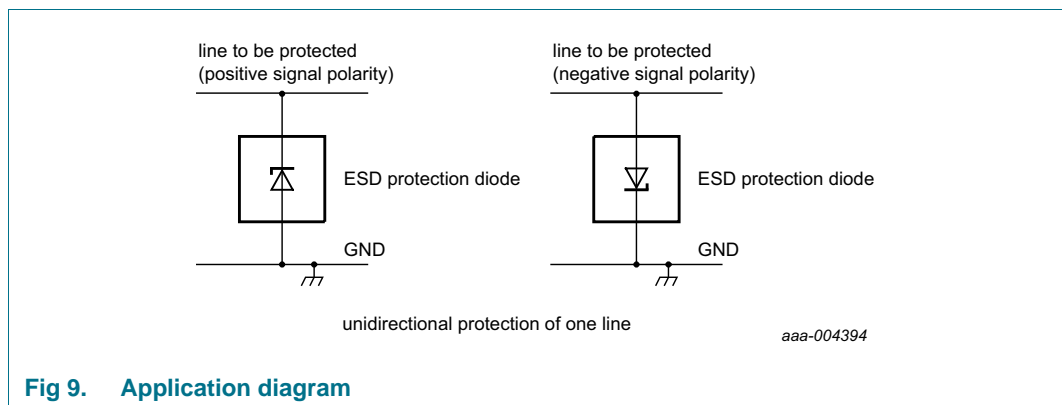 line to be protected
(positive signal polarity)
line to be protected
(negative signal polarity)
ESD protection diode
ESD protection diode
GND
GND
unidirectional protection of one line
aaa-004394
Fig 9. Application diagram